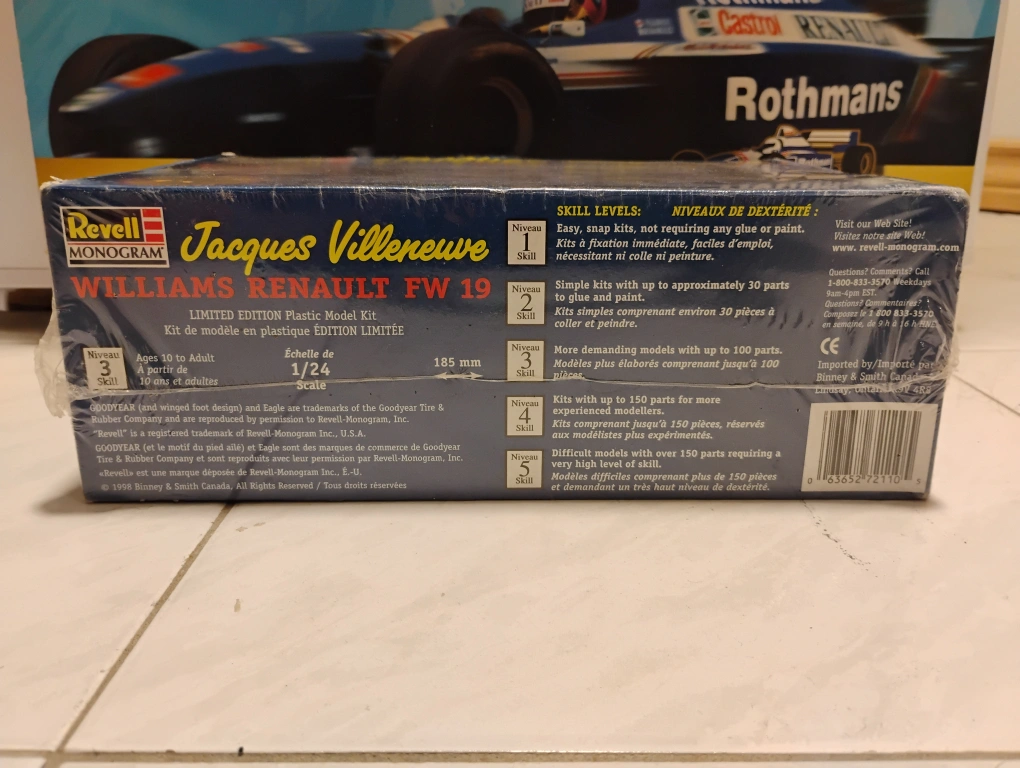 Rothmans
Castrol
RENAULT
Rothmans
Revell
MONOGRAM
Jacques Villeneuve
WILLIAMS RENAULT FW 19
LIMITED EDITION Plastic Model Kit
Kit de modèle en plastique ÉDITION LIMITÉE
Niveau
3
Skill
Ages 10 to Adult
À partir de
10 ans et adultes
Échelle de
1/24
Scale
185 mm
GOODYEAR (and winged foot design) and Eagle are trademarks of the Goodyear Tire &
Rubber Company and are reproduced by permission to Revell-Monogram, Inc.
"Revell" is a registered trademark of Revell-Monogram Inc., U.S.A.
GOODYEAR (et le motif du pied ailé) et Eagle sont des marques de commerce de Goodyear
Tire & Rubber Company et sont reproduits avec leur permission par Revell-Monogram, Inc.
«Revell» est une marque déposée de Revell-Monogram Inc., É.-U.
© 1998 Binney & Smith Canada, All Rights Reserved / Tous droits réservées
SKILL LEVELS: NIVEAUX DE DEXTÉRITÉ :
Niveau
1
Skill
Easy, snap kits, not requiring any glue or paint.
Kits à fixation immédiate, faciles d'emploi,
nécessitant ni colle ni peinture.
Niveau
2
Skill
Simple kits with up to approximately 30 parts
to glue and paint.
Kits simples comprenant environ 30 pièces à
coller et peindre.
Niveau
3
Skill
More demanding models with up to 100 parts.
Modèles plus élaborés comprenant jusqu'à 100
pièces.
Niveau
4
Skill
Kits with up to 150 parts for more
experienced modellers.
Kits comprenant jusqu'à 150 pièces, réservés
aux modélistes plus expérimentés.
Niveau
5
Skill
Difficult models with over 150 parts requiring a
very high level of skill.
Modèles difficiles comprenant plus de 150 pièces
et demandant un très haut niveau de dextérité.
Visit our Web Site!
Visitez notre site Web!
www. revell-monogram.com
Questions? Comments? Call
1-800-833-3570 Weekdays
9am-4pm EST.
Questions? Commentaires?
Composez le 1 800 833-3570
en semaine, de 9 h à 16 h HNE
CE
Imported by/Importé par
Binney & Smith Canada
Lindsay, Ontario
0 63652 72110 5